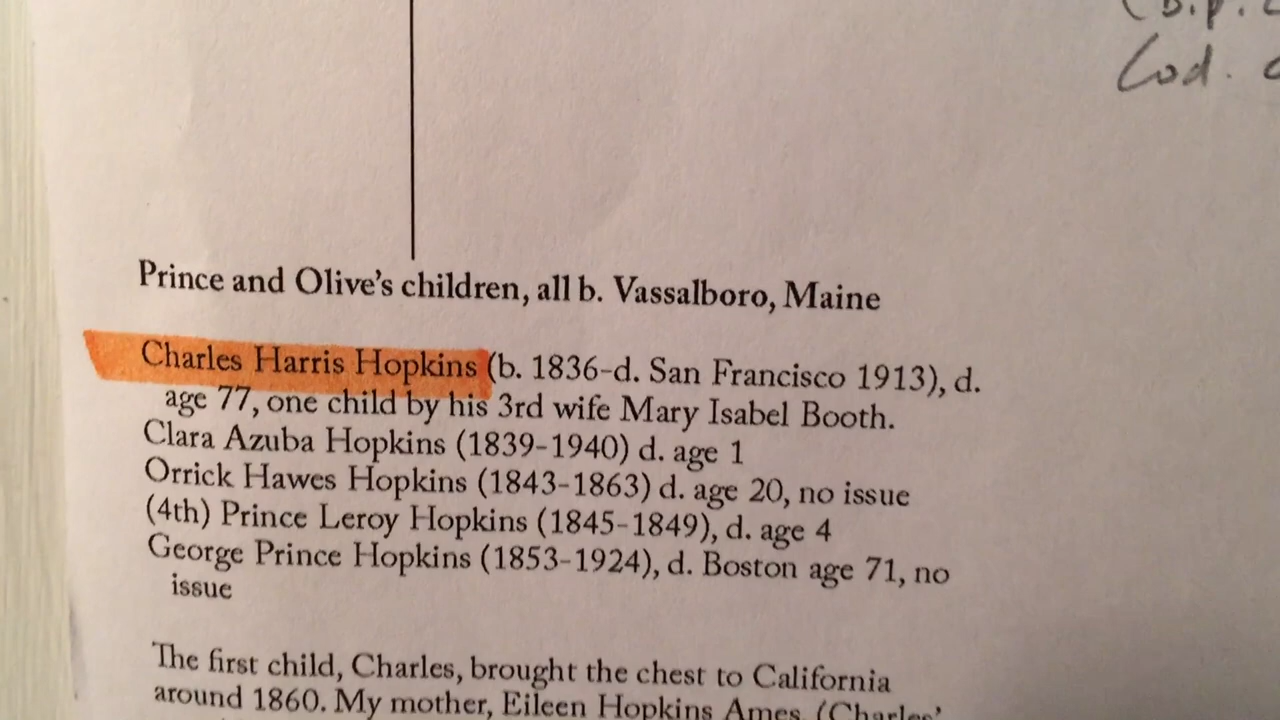 (b.p.
Cod.
Prince and Olive's children, all b. Vassalboro, Maine
Charles Harris Hopkins (b. 1836-d. San Francisco 1913), d.
age 77, one child by his 3rd wife Mary Isabel Booth.
Clara Azuba Hopkins (1839-1940) d. age 1
Orrick Hawes Hopkins (1843-1863) d. age 20, no issue
(4th) Prince Leroy Hopkins (1845-1849), d. age 4
George Prince Hopkins (1853-1924), d. Boston age 71, no
issue
The first child, Charles, brought the chest to California
around 1860. My mother, Eileen Hopkins Ames, (Charles'